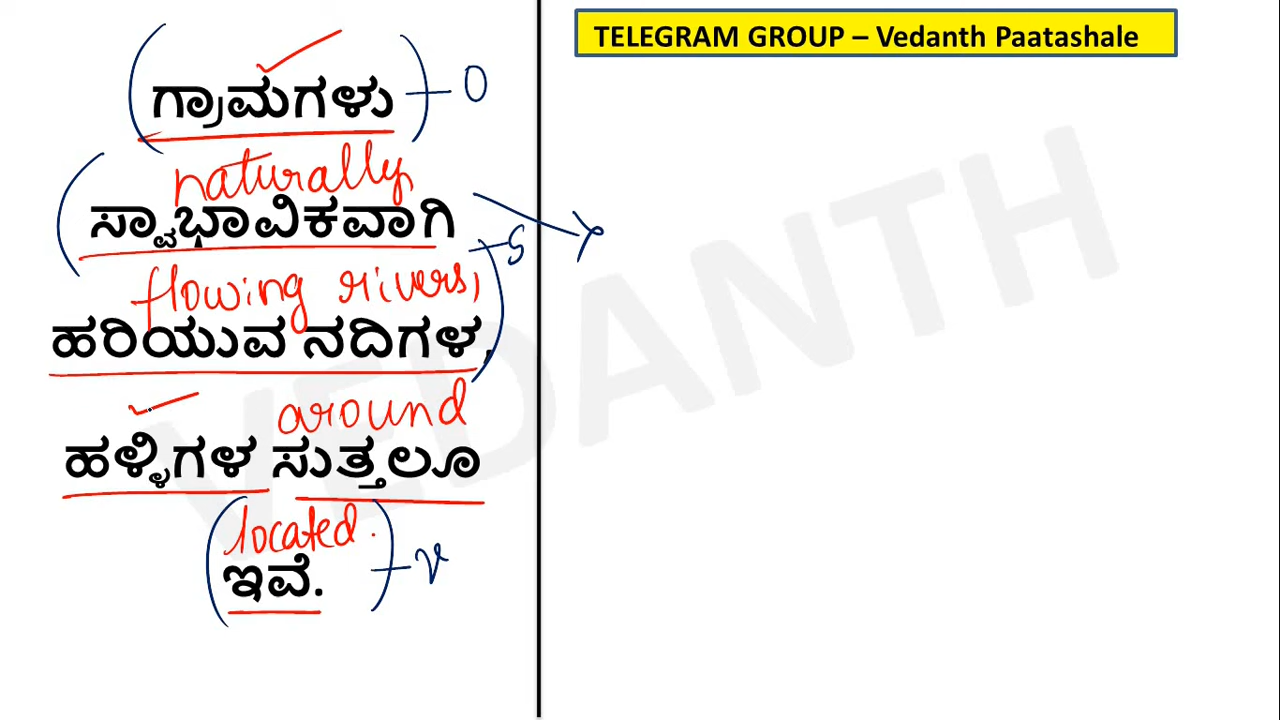 TELEGRAM GROUP – Vedanth Paatashale
ಗ್ರಾಮಗಳು
O
naturally
ಸ್ವಾಭಾವಿಕವಾಗಿ
S
flowing rivers,
ಹರಿಯುವ ನದಿಗಳ,
around
ಹಳ್ಳಿಗಳ ಸುತ್ತಲೂ
located.
ಇವೆ.
V
VEDANTH